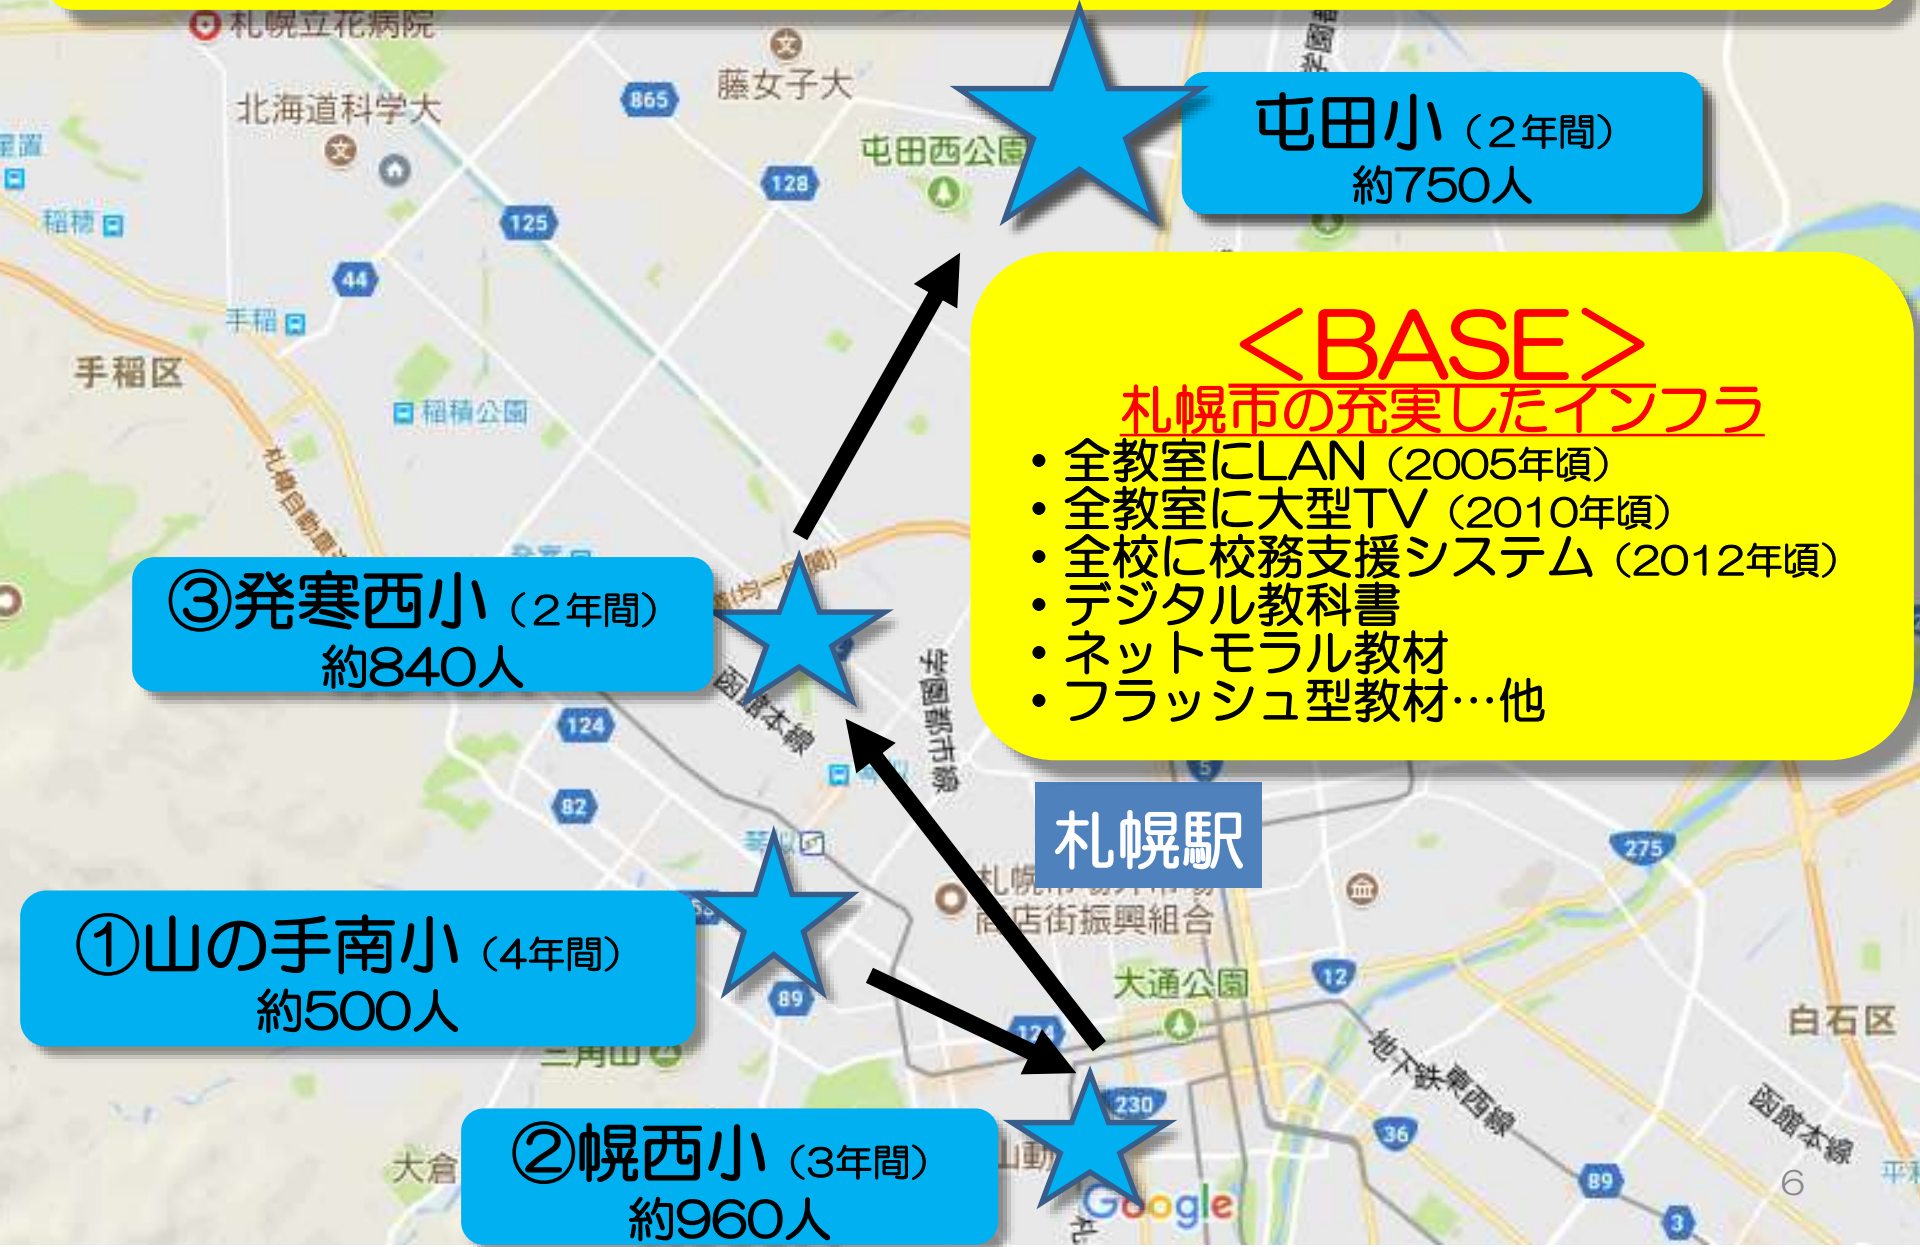 札幌立花病院
北海道科学大
865
藤女子大
屯田西公園
128
125
44
稲穂
手稲
手稲区
稲積公園
屯田小（2年間）
約750人
＜BASE＞
札幌市の充実したインフラ
・全教室にLAN（2005年頃）
・全教室に大型TV（2010年頃）
・全校に校務支援システム（2012年頃）
・デジタル教科書
・ネットモラル教材
・フラッシュ型教材…他
③発寒西小（2年間）
約840人
函館本線
学園都市線
124
82
5
札幌駅
275
商店街振興組合
①山の手南小（4年間）
約500人
89
三角山
大通公園
12
124
白石区
地下鉄東西線
函館本線
230
36
89
3
大倉
②幌西小（3年間）
約960人
Google
6